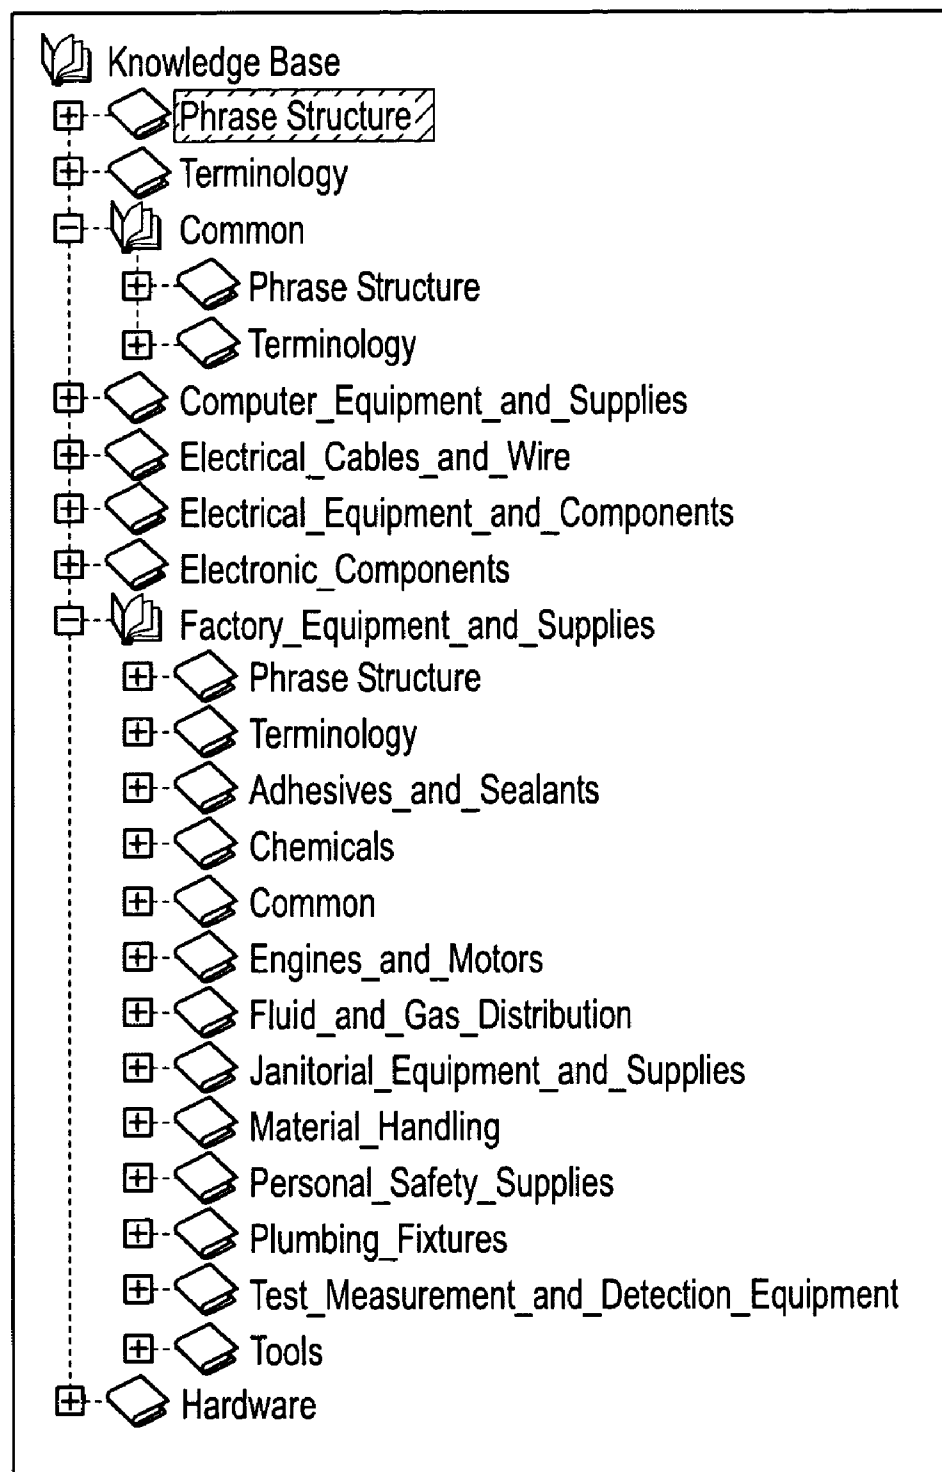 Knowledge Base
Phrase Structure
Terminology
Common
Phrase Structure
Terminology
Computer_Equipment_and_Supplies
Electrical_Cables_and_Wire
Electrical_Equipment_and_Components
Electronic_Components
Factory_Equipment_and_Supplies
Phrase Structure
Terminology
Adhesives_and_Sealants
Chemicals
Common
Engines_and_Motors
Fluid_and_Gas_Distribution
Janitorial_Equipment_and_Supplies
Material_Handling
Personal_Safety_Supplies
Plumbing_Fixtures
Test_Measurement_and_Detection_Equipment
Tools
Hardware